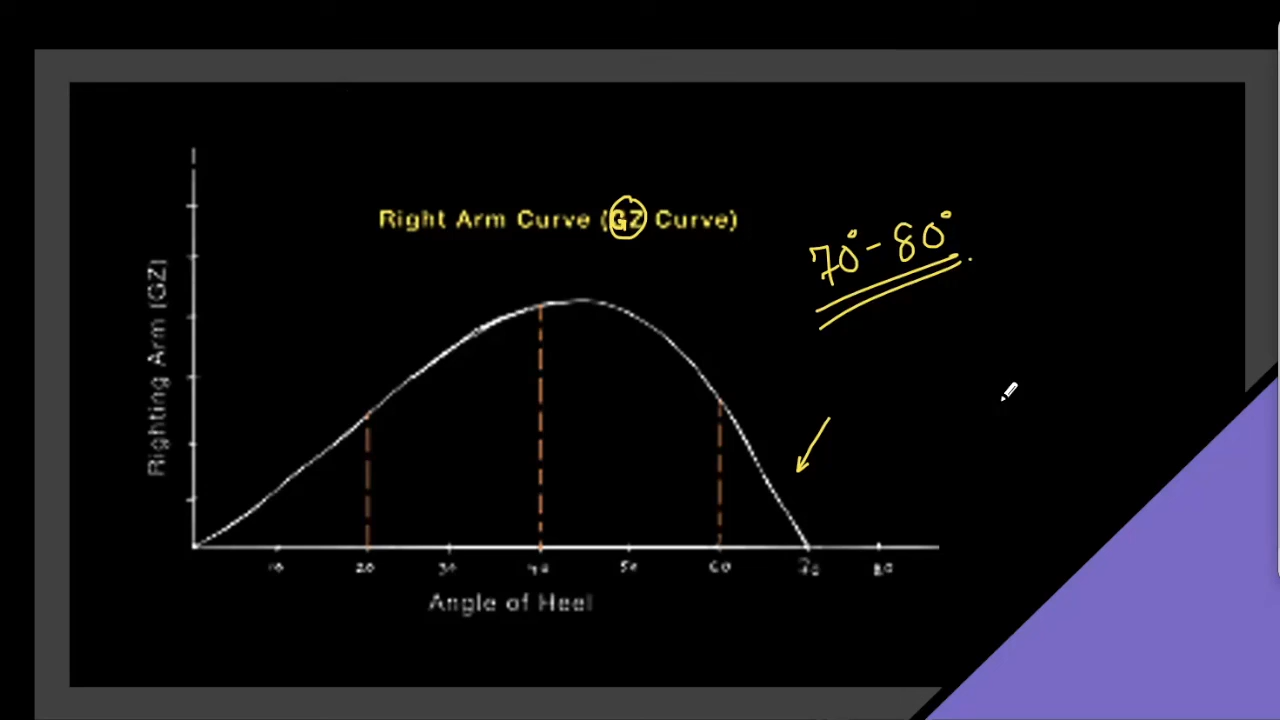 Right Arm Curve (GZ Curve)
70° - 80°
Righting Arm (GZ)
10 20 30 40 50 60 70 80
Angle of Heel